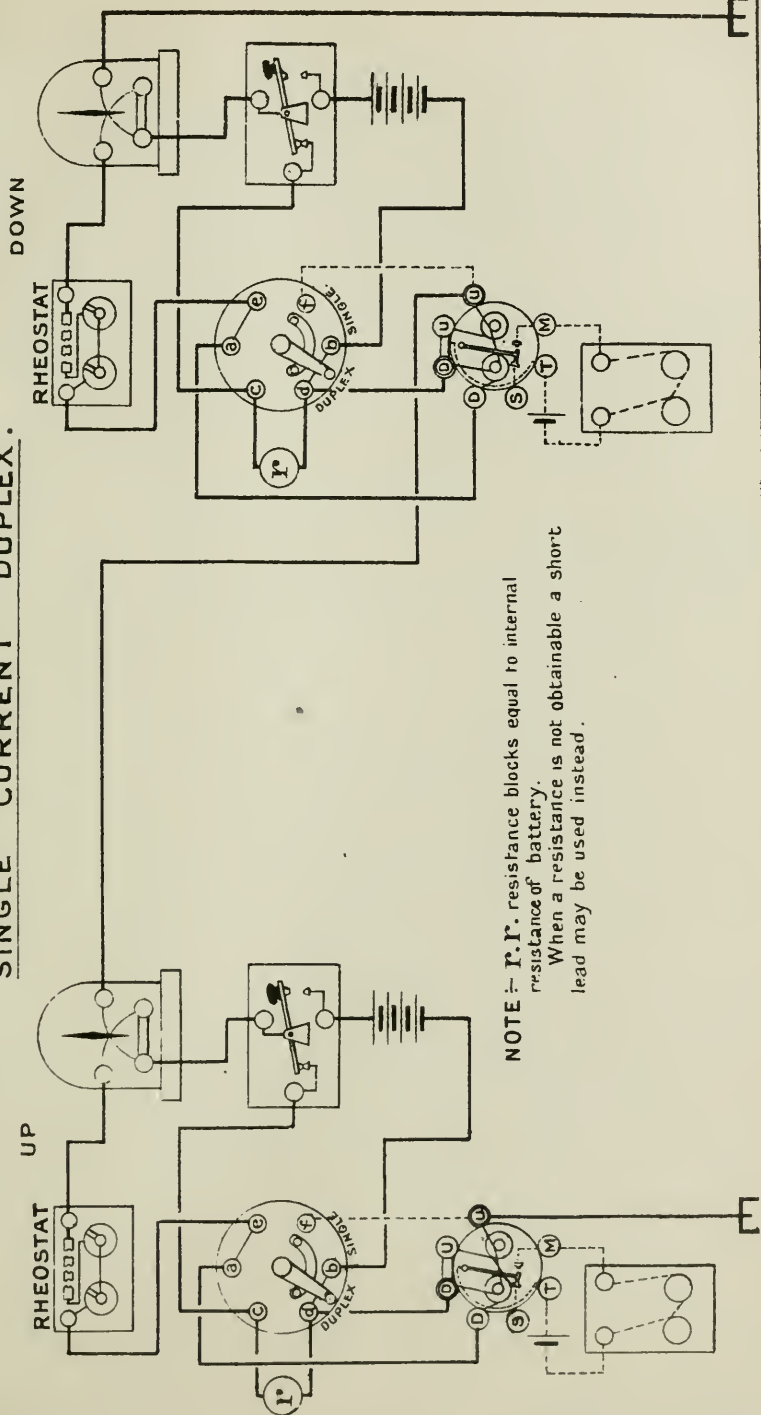 SINGLE CURRENT DUPLEX.
UP
DOWN
RHEOSTAT
RHEOSTAT
a
e
c
f
d
b
DUPLEX
SINGLE
r
U
D
u
D
S
T
M
a
e
c
f
d
b
DUPLEX
SINGLE.
r
U
D
u
D
S
T
M
NOTE :- r.r. resistance blocks equal to internal
resistance of battery.
When a resistance is not obtainable a short
lead may be used instead.